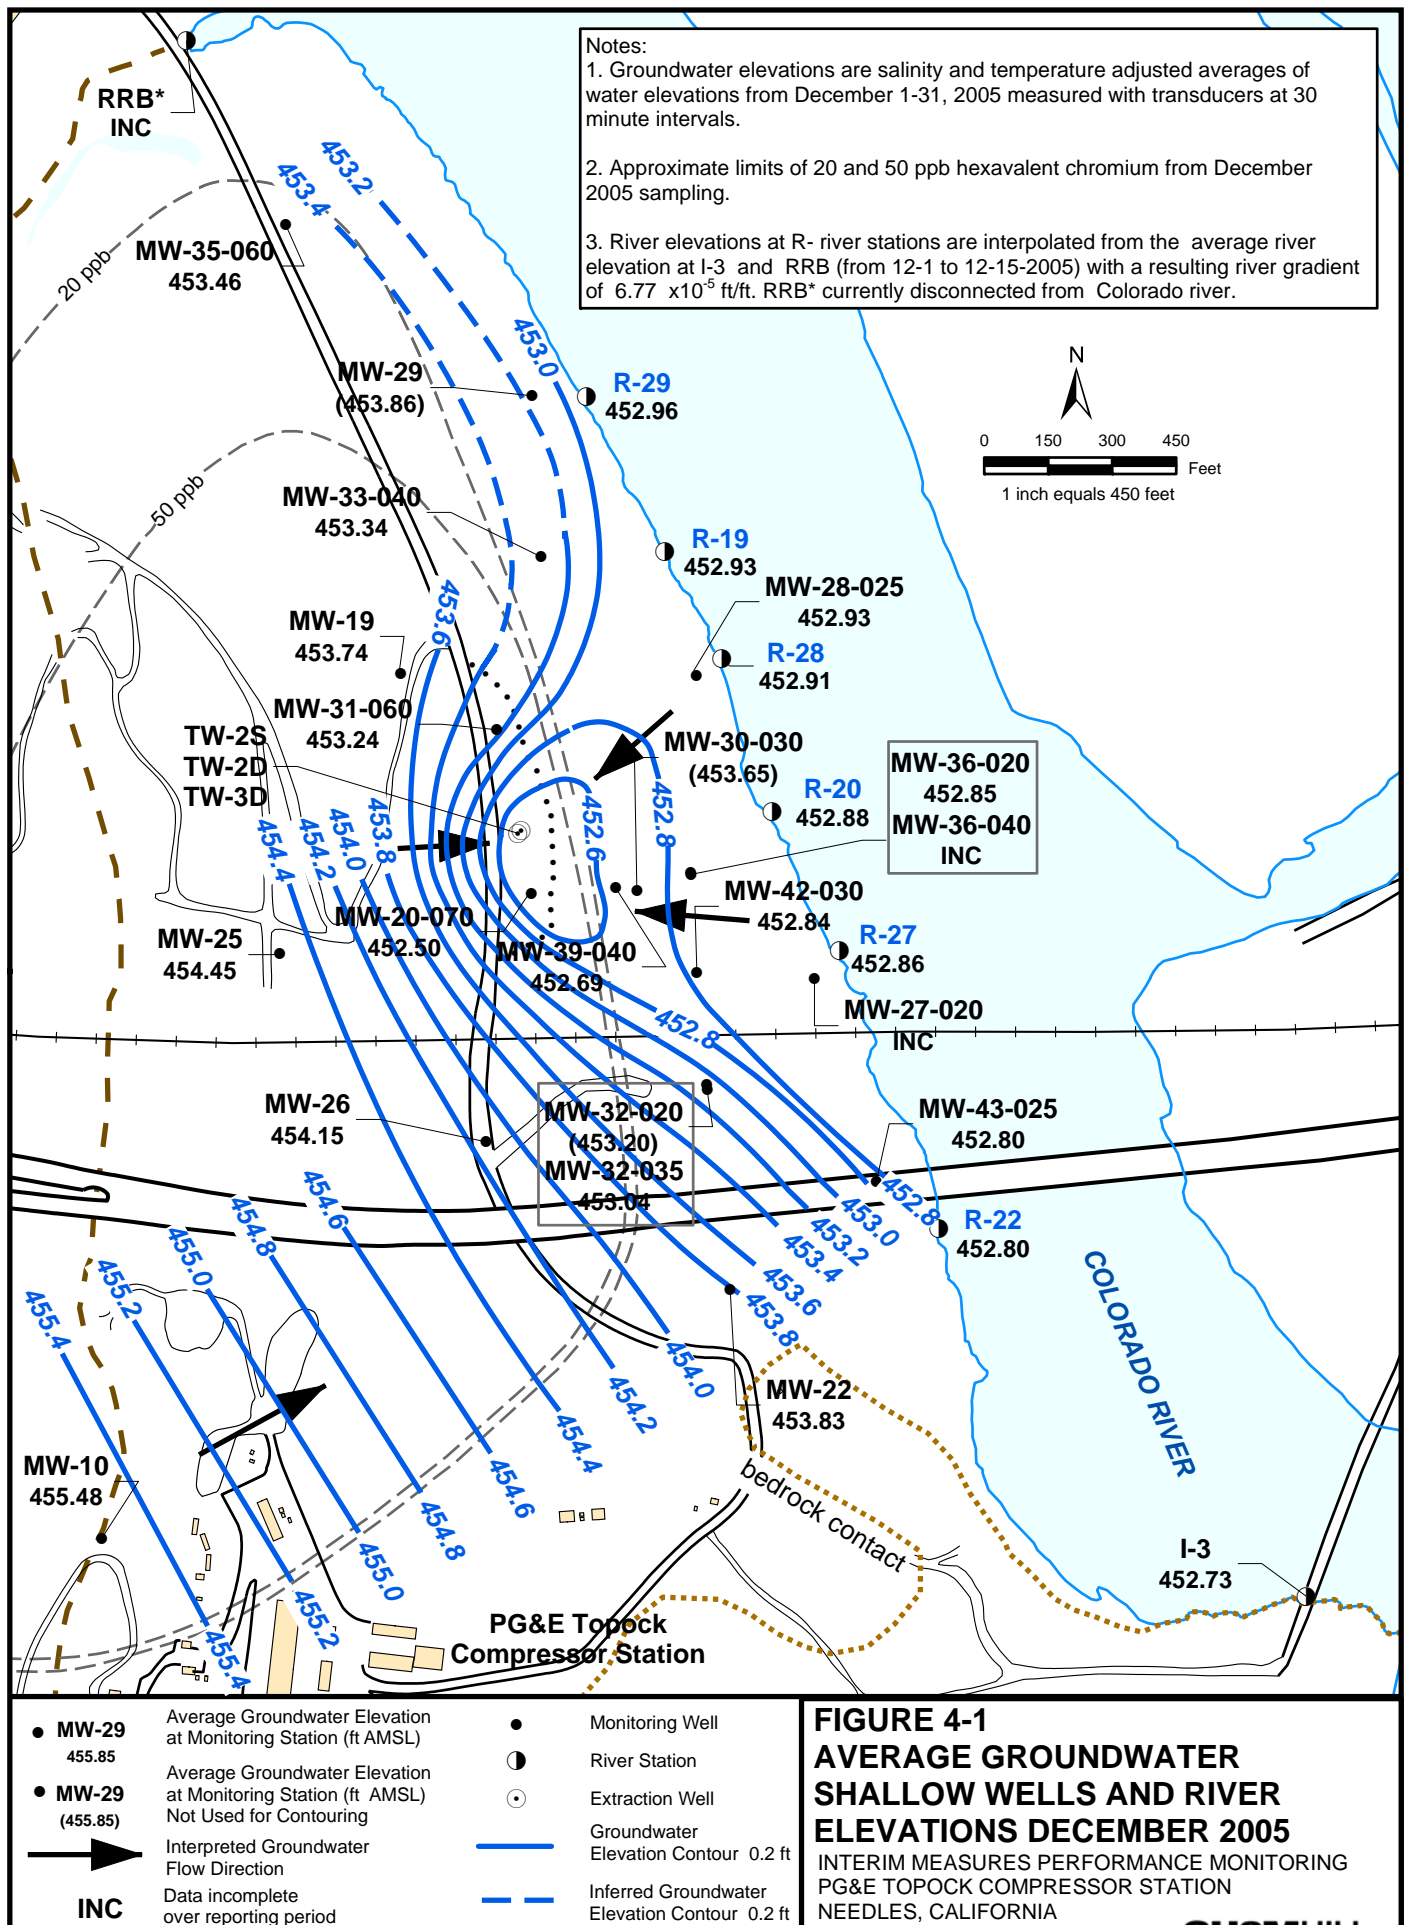 Notes:
1. Groundwater elevations are salinity and temperature adjusted averages of
water elevations from December 1-31, 2005 measured with transducers at 30
minute intervals.
2. Approximate limits of 20 and 50 ppb hexavalent chromium from December
2005 sampling.
3. River elevations at R- river stations are interpolated from the average river
elevation at I-3 and RRB (from 12-1 to 12-15-2005) with a resulting river gradient
of 6.77 x10-5 ft/ft. RRB* currently disconnected from Colorado river.
RRB*
INC
453.2
453.4
MW-35-060
453.46
20 ppb
453.0
N
0 150 300 450
Feet
1 inch equals 450 feet
MW-29
(453.86)
R-29
452.96
50 ppb
MW-33-040
453.34
R-19
452.93
MW-28-025
452.93
453.6
MW-19
453.74
R-28
452.91
MW-31-060
453.24
TW-2S
TW-2D
TW-3D
MW-30-030
(453.65)
MW-36-020
452.85
MW-36-040
INC
R-20
452.88
454.4
454.2
454.0
453.8
452.6
452.8
MW-20-070
452.50
MW-42-030
452.84
MW-25
454.45
MW-39-040
452.69
R-27
452.86
MW-27-020
INC
452.8
MW-26
454.15
MW-32-020
(453.20)
MW-32-035
453.04
MW-43-025
452.80
454.6
454.8
455.0
455.2
455.4
452.8
453.0
453.2
453.4
453.6
453.8
R-22
452.80
COLORADO RIVER
454.0
454.2
454.4
454.6
454.8
455.0
455.2
455.4
MW-22
453.83
MW-10
455.48
bedrock contact
I-3
452.73
PG&E Topock
Compressor Station
MW-29
455.85
Average Groundwater Elevation
at Monitoring Station (ft AMSL)
MW-29
(455.85)
Average Groundwater Elevation
at Monitoring Station (ft AMSL)
Not Used for Contouring
Interpreted Groundwater
Flow Direction
INC
Data incomplete
over reporting period
Monitoring Well
River Station
Extraction Well
Groundwater
Elevation Contour 0.2 ft
Inferred Groundwater
Elevation Contour 0.2 ft
FIGURE 4-1
AVERAGE GROUNDWATER
SHALLOW WELLS AND RIVER
ELEVATIONS DECEMBER 2005
INTERIM MEASURES PERFORMANCE MONITORING
PG&E TOPOCK COMPRESSOR STATION
NEEDLES, CALIFORNIA